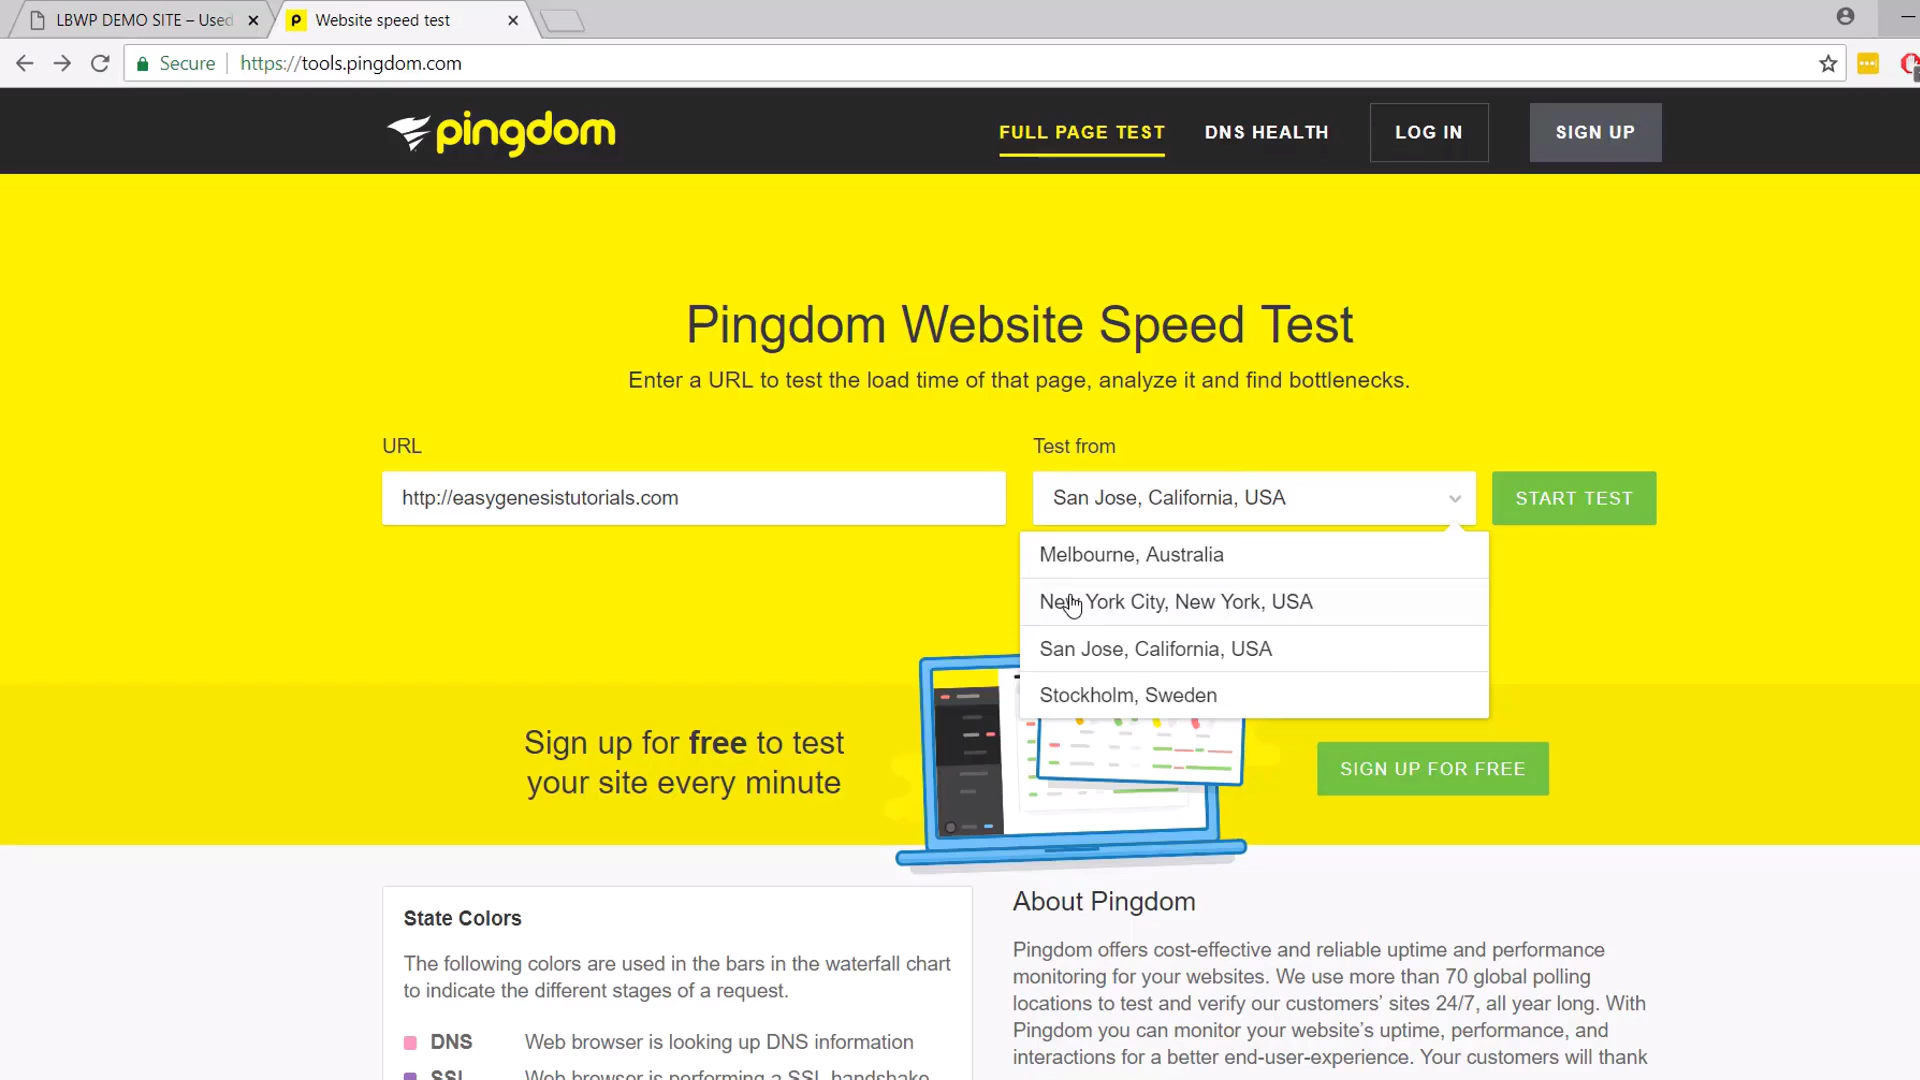 LBWP DEMO SITE – Used
Website speed test
Secure
https://tools.pingdom.com
pingdom
FULL PAGE TEST
DNS HEALTH
LOG IN
SIGN UP
Pingdom Website Speed Test
Enter a URL to test the load time of that page, analyze it and find bottlenecks.
URL
Test from
http://easygenesistutorials.com
San Jose, California, USA
START TEST
Melbourne, Australia
New York City, New York, USA
San Jose, California, USA
Stockholm, Sweden
Sign up for free to test
your site every minute
SIGN UP FOR FREE
State Colors
The following colors are used in the bars in the waterfall chart
to indicate the different stages of a request.
DNS Web browser is looking up DNS information
SSL Web browser is performing a SSL handshake
About Pingdom
Pingdom offers cost-effective and reliable uptime and performance
monitoring for your websites. We use more than 70 global polling
locations to test and verify our customers’ sites 24/7, all year long. With
Pingdom you can monitor your website’s uptime, performance, and
interactions for a better end-user-experience. Your customers will thank